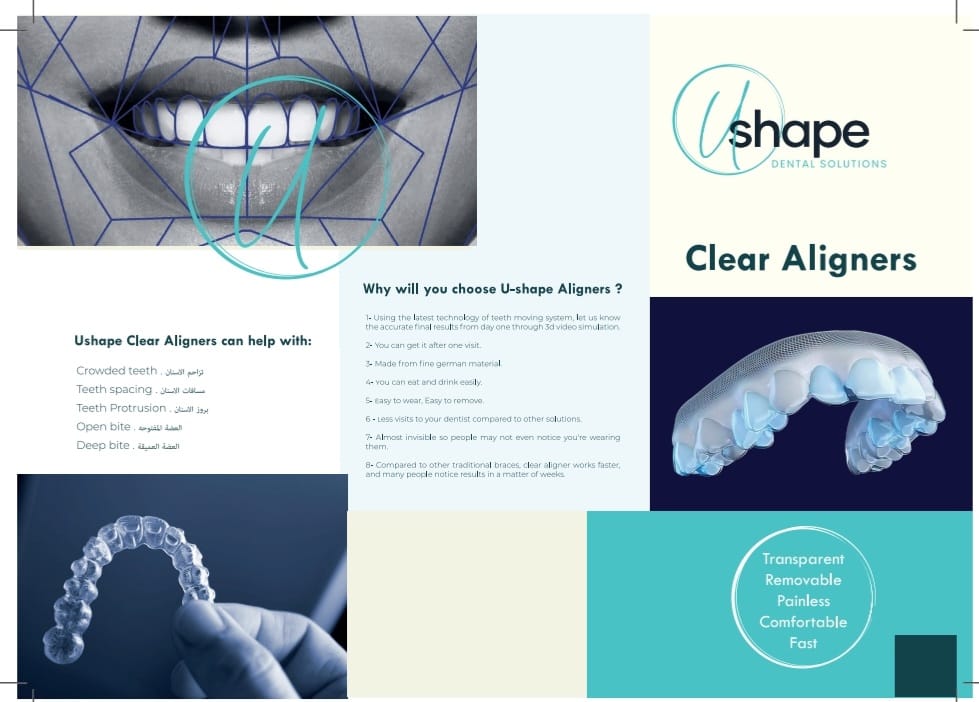 Ushape
DENTAL SOLUTIONS
Clear Aligners
Why will you choose U-shape Aligners ?
1- Using the latest technology of teeth moving system, let us know
the accurate final results from day one through 3d video simulation.
2- You can get it after one visit.
3- Made from fine german material.
4- You can eat and drink easily.
5- Easy to wear, Easy to remove.
6 - Less visits to your dentist compared to other solutions.
7- Almost invisible so people may not even notice you're wearing
them.
8- Compared to other traditional braces, clear aligner works faster,
and many people notice results in a matter of weeks.
Ushape Clear Aligners can help with:
Crowded teeth . تزاحم الاسنان
Teeth spacing . مسافات الاسنان
Teeth Protrusion . بروز الاسنان
Open bite . العضة المفتوحه
Deep bite . العضة العميقة
Transparent
Removable
Painless
Comfortable
Fast
U